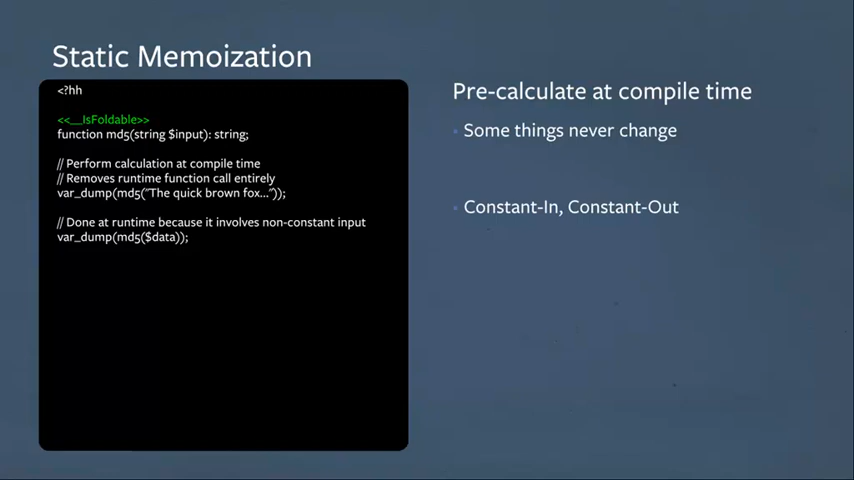 Static Memoization
<?hh
<<__IsFoldable>>
function md5(string $input): string;
// Perform calculation at compile time
// Removes runtime function call entirely
var_dump(md5("The quick brown fox..."));
// Done at runtime because it involves non-constant input
var_dump(md5($data));
Pre-calculate at compile time
• Some things never change
• Constant-In, Constant-Out